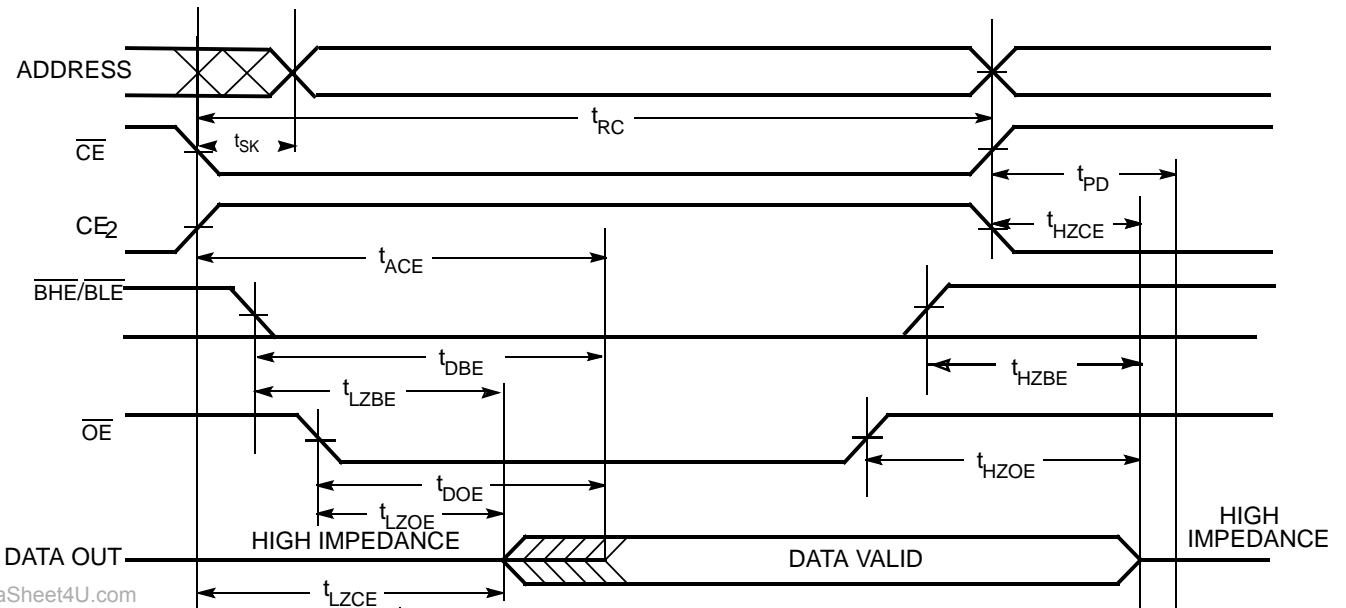 ADDRESS
tRC
tSK
CE
tPD
CE2
tHZCE
tACE
BHE/BLE
tDBE
tHZBE
tLZBE
OE
tHZOE
tDOE
tLZOE
HIGH IMPEDANCE
HIGH
IMPEDANCE
DATA OUT
DATA VALID
aSheet4U.com
tLZCE